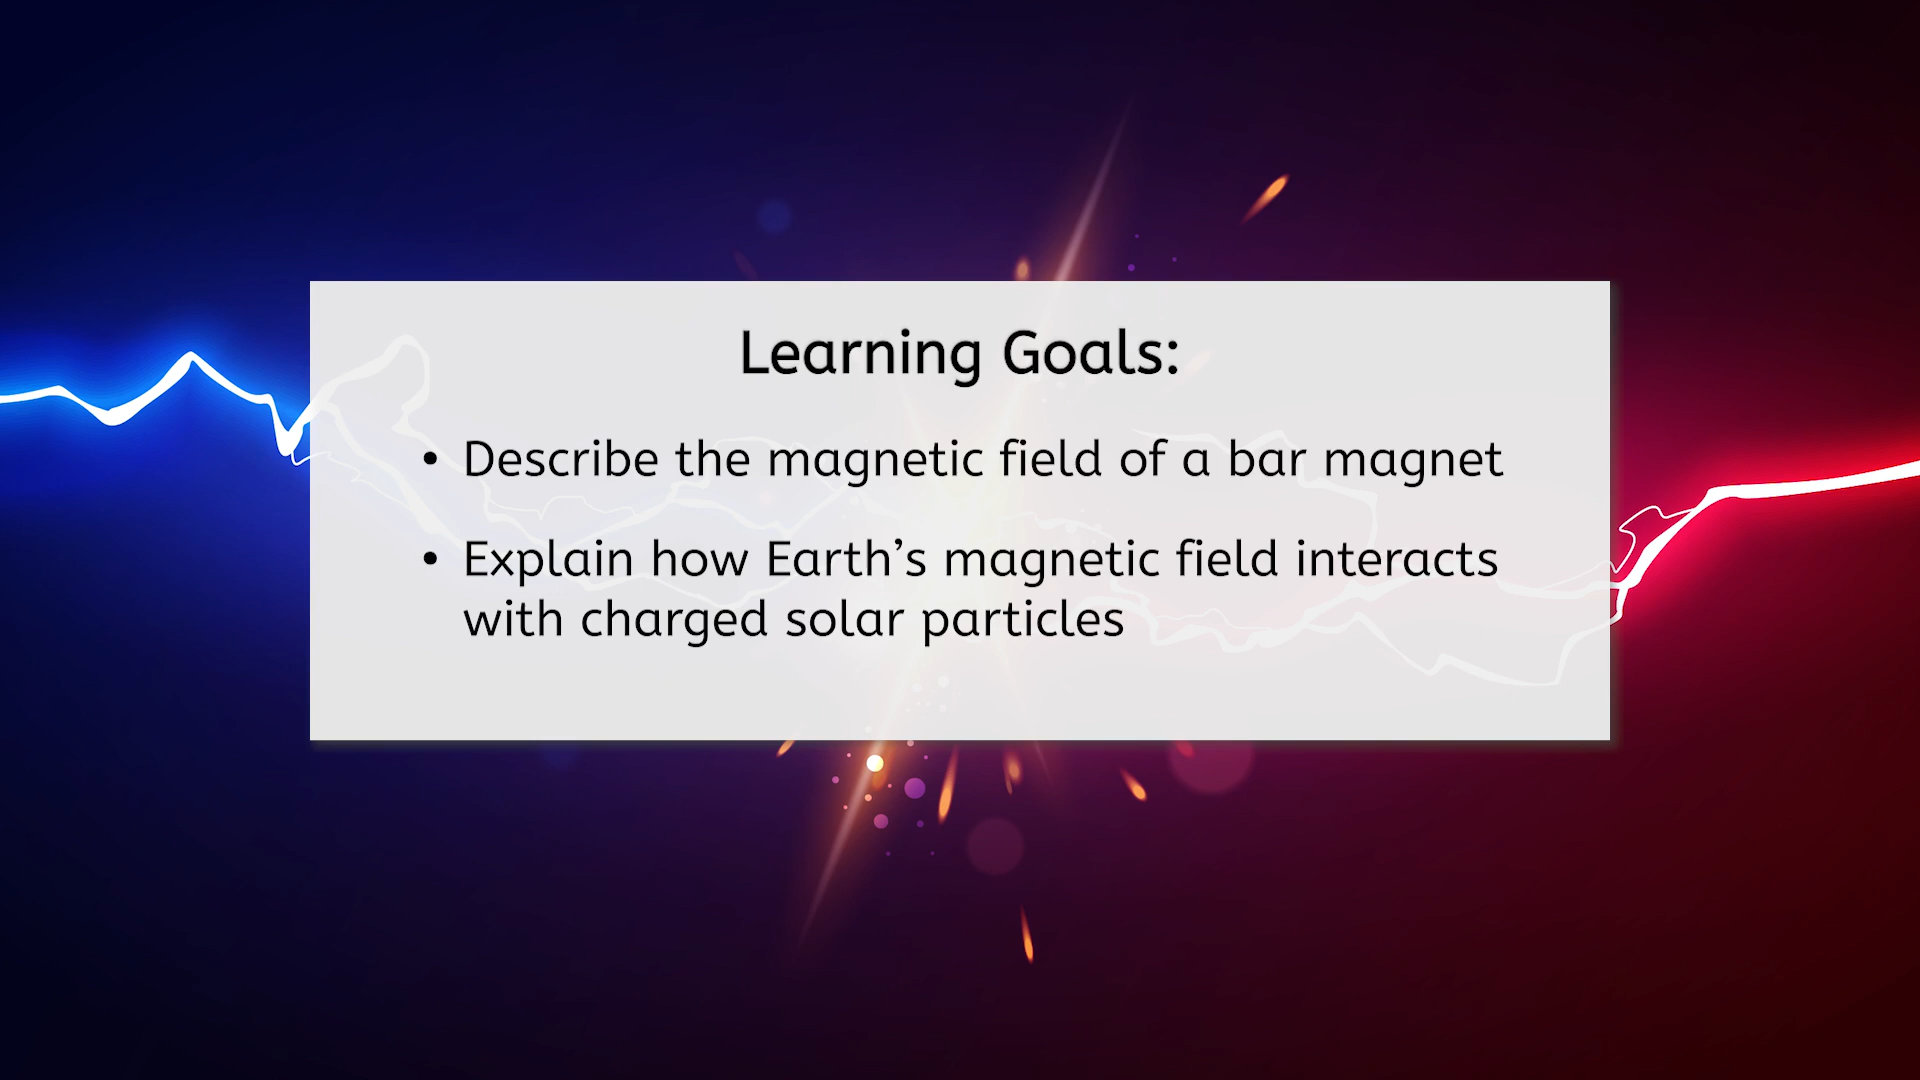 Learning Goals:
• Describe the magnetic field of a bar magnet
• Explain how Earth’s magnetic field interacts
with charged solar particles